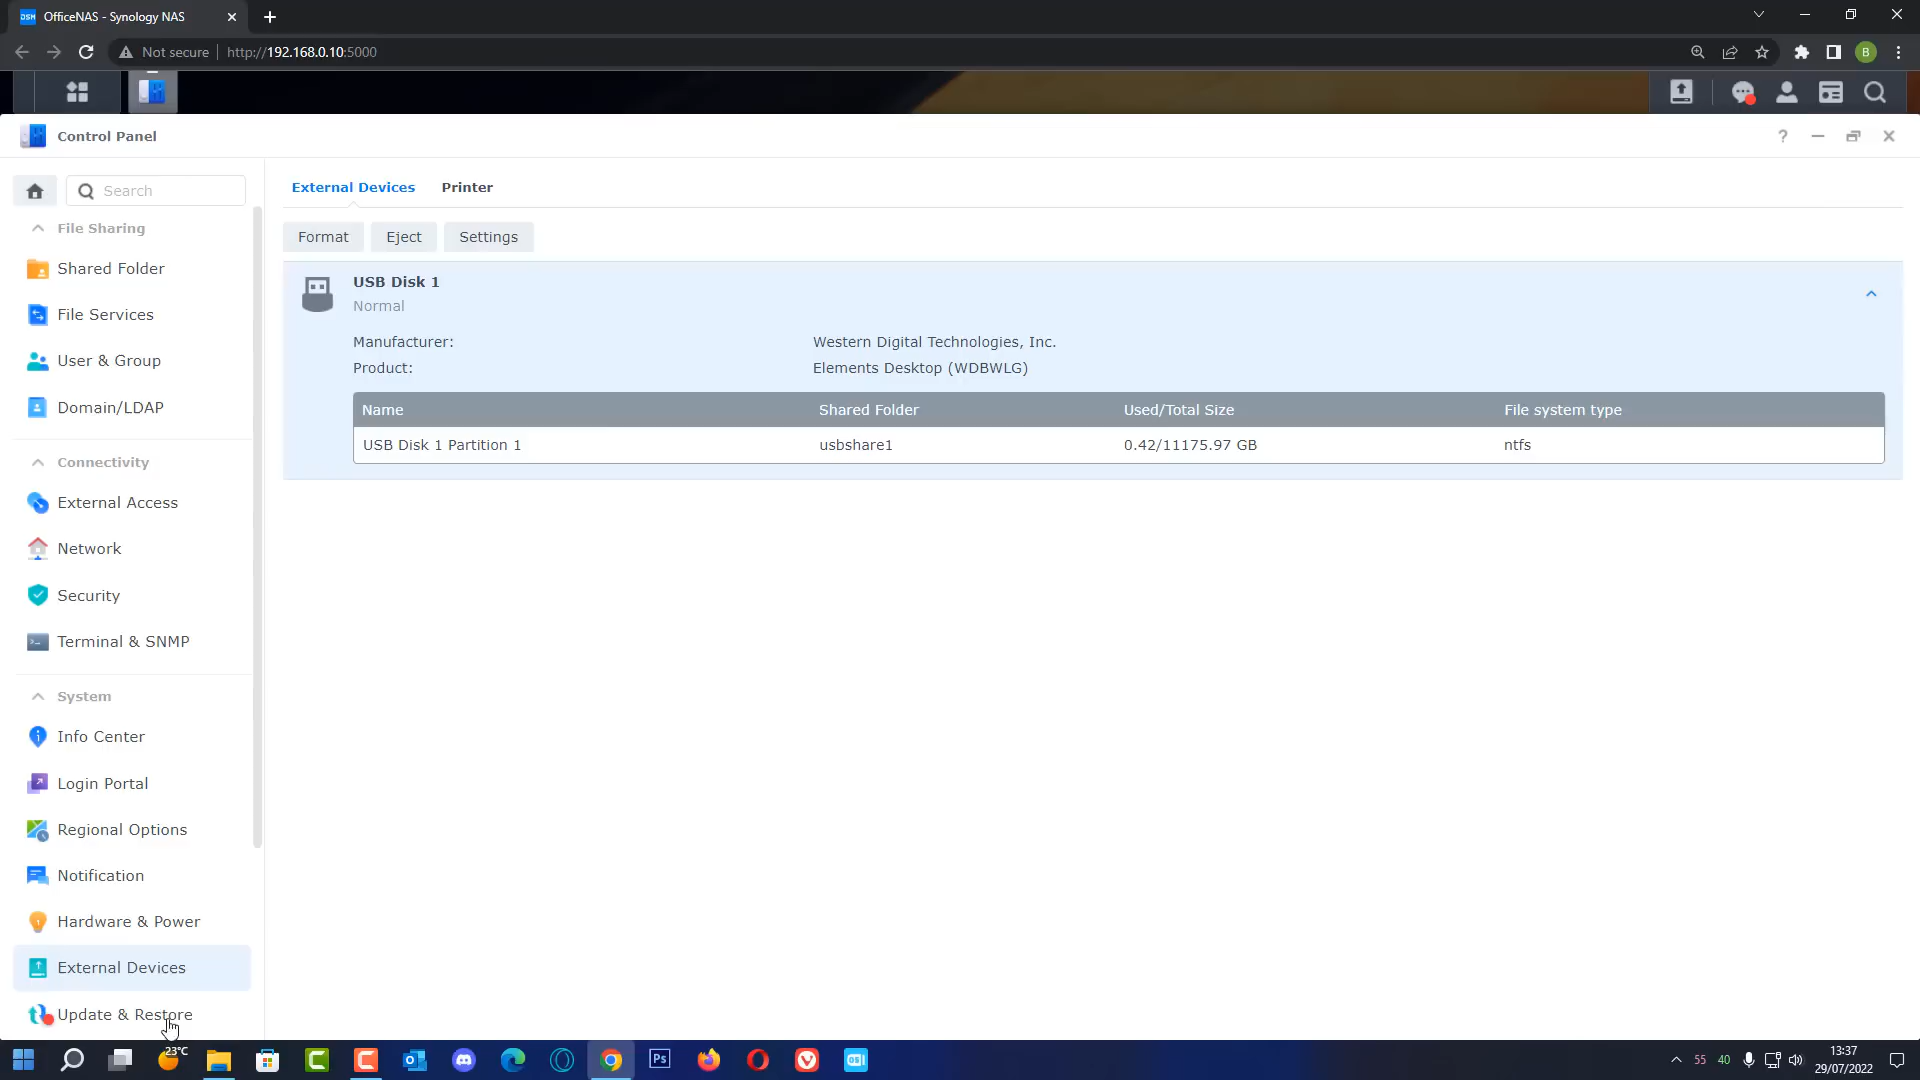 OfficeNAS - Synology NAS
Not secure | http://192.168.0.10:5000
B
Control Panel
?
Search
File Sharing
Shared Folder
File Services
User & Group
Domain/LDAP
Connectivity
External Access
Network
Security
Terminal & SNMP
System
Info Center
Login Portal
Regional Options
Notification
Hardware & Power
External Devices
Update & Restore
External Devices Printer
Format Eject Settings
USB Disk 1
Normal
Manufacturer: Western Digital Technologies, Inc.
Product: Elements Desktop (WDBWLG)
Name Shared Folder Used/Total Size File system type
USB Disk 1 Partition 1 usbshare1 0.42/11175.97 GB ntfs
23°C
Ps
55 40
13:37
29/07/2022